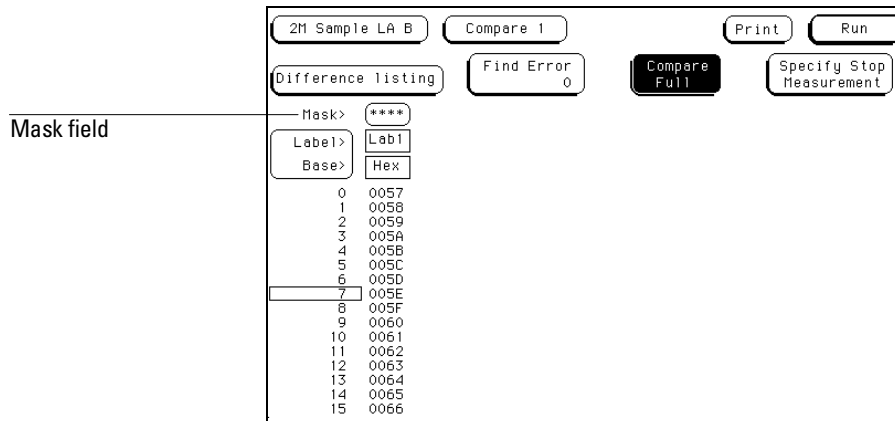 2M Sample LA B Compare 1 Print Run
Difference listing Find Error 0 Compare Full Specify Stop Measurement
Mask field
Mask> ****
Label> Lab1
Base> Hex
0 0057
1 0058
2 0059
3 005A
4 005B
5 005C
6 005D
7 005E
8 005F
9 0060
10 0061
11 0062
12 0063
13 0064
14 0065
15 0066